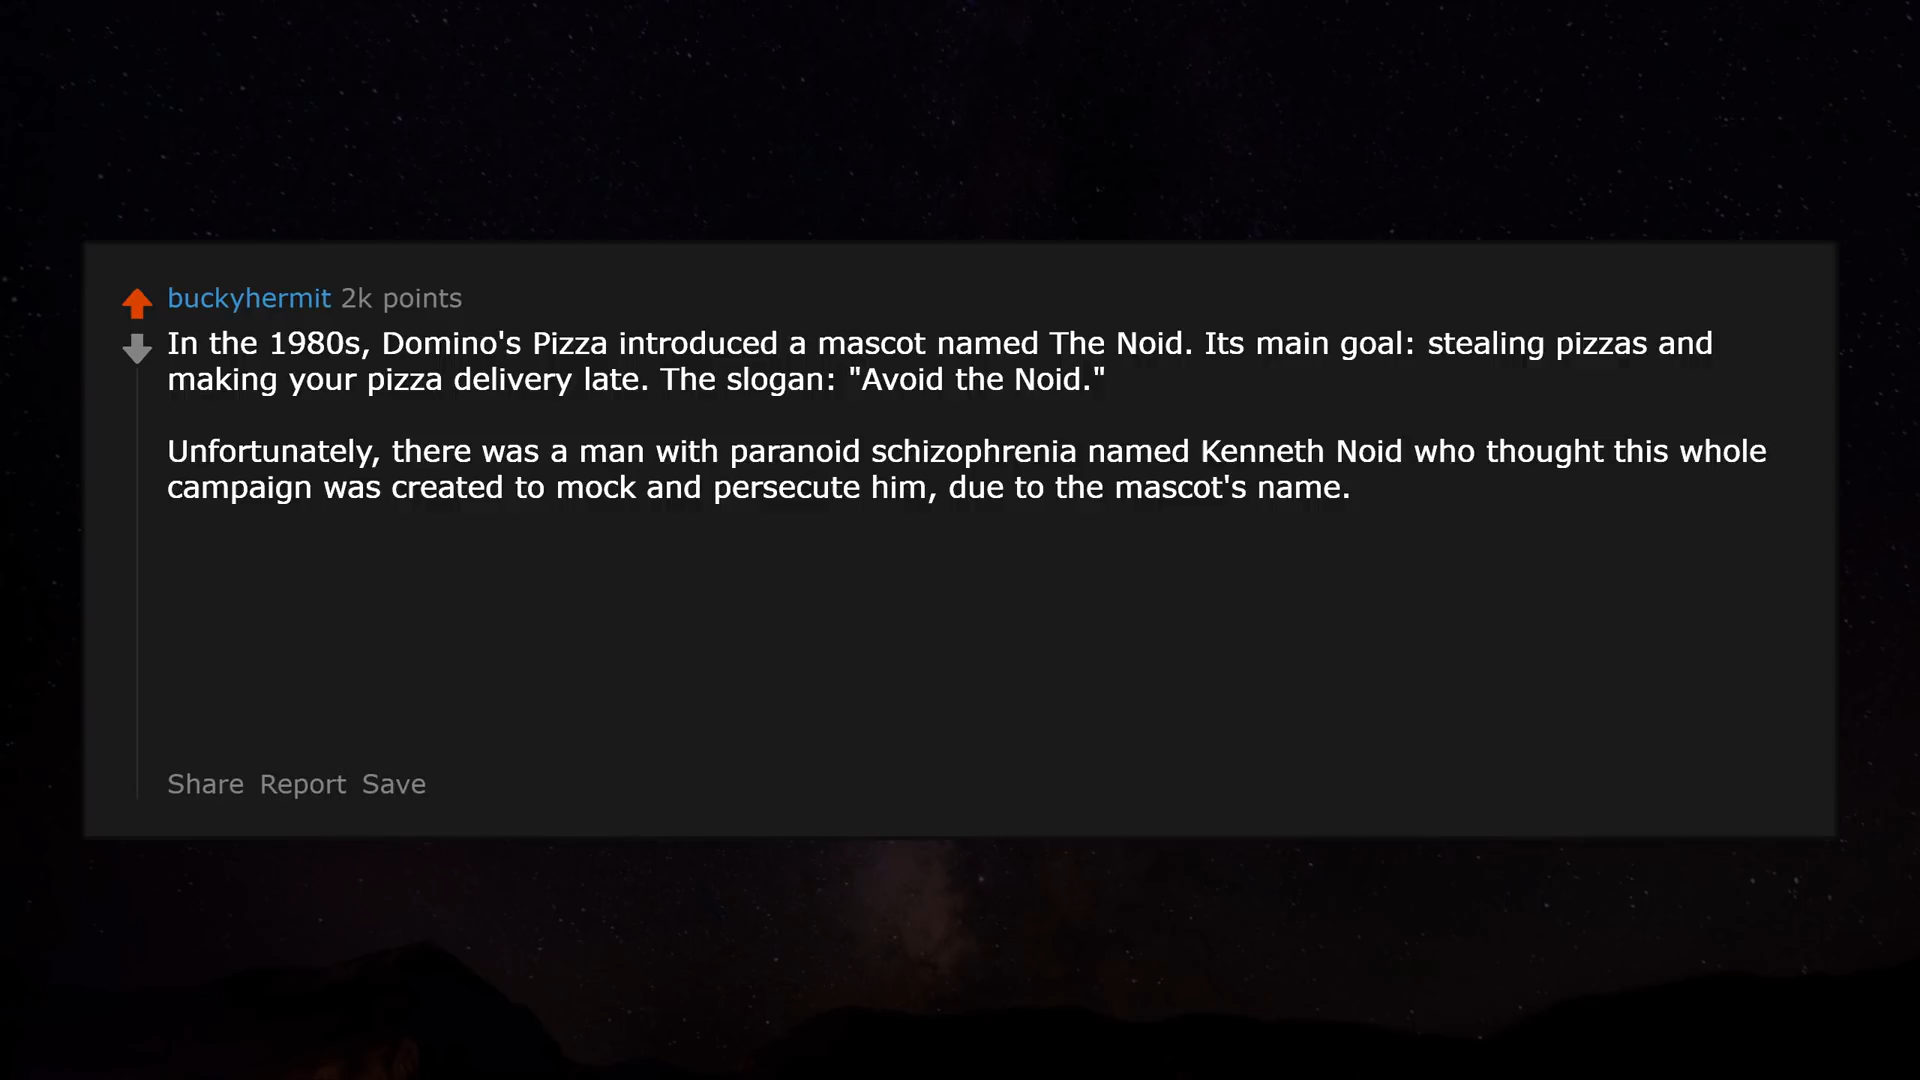 buckyhermit 2k points
In the 1980s, Domino's Pizza introduced a mascot named The Noid. Its main goal: stealing pizzas and
making your pizza delivery late. The slogan: "Avoid the Noid."
Unfortunately, there was a man with paranoid schizophrenia named Kenneth Noid who thought this whole
campaign was created to mock and persecute him, due to the mascot's name.
Share Report Save